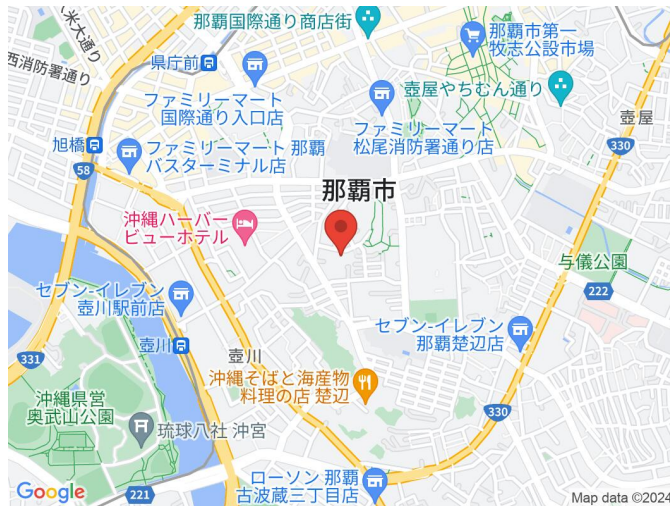 那覇国際通り商店街
久米大通り
西消防署通り
県庁前
那覇市第一
牧志公設市場
ファミリーマート
国際通り入口店
壺屋やちむん通り
壺屋
ファミリーマート
松尾消防署通り店
旭橋
58
ファミリーマート 那覇
バスターミナル店
330
那覇市
沖縄ハーバー
ビューホテル
与儀公園
222
セブン-イレブン
壺川駅前店
壺川
セブン-イレブン
那覇楚辺店
331
壺川
沖縄そばと海産物
料理の店 楚辺
沖縄県営
奥武山公園
琉球八社 沖宮
330
221
ローソン 那覇
古波蔵三丁目店
Google
Map data ©2024